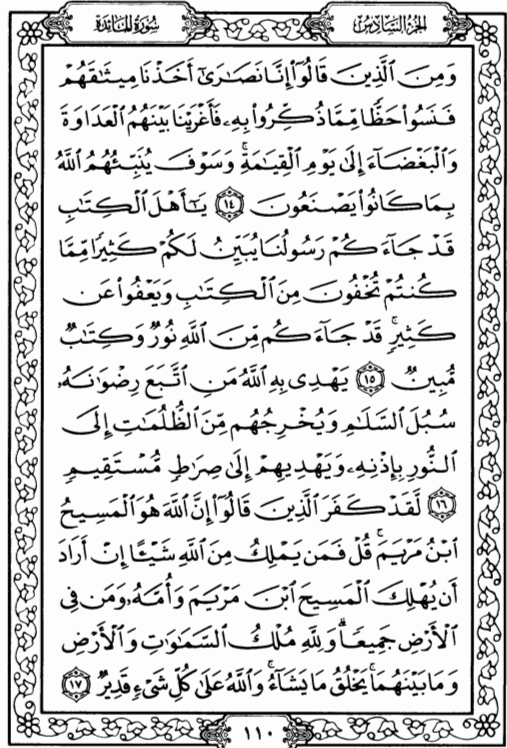 الجزء السادس
سورة المائدة
وَمِنَ ٱلَّذِينَ قَالُوٓا۟ إِنَّا نَصَٰرَىٰٓ أَخَذْنَا مِيثَٰقَهُمْ
فَنَسُوا۟ حَظًّا مِّمَّا ذُكِّرُوا۟ بِهِۦ فَأَغْرَيْنَا بَيْنَهُمُ ٱلْعَدَاوَةَ
وَٱلْبَغْضَآءَ إِلَىٰ يَوْمِ ٱلْقِيَٰمَةِ ۚ وَسَوْفَ يُنَبِّئُهُمُ ٱللَّهُ
بِمَا كَانُوا۟ يَصْنَعُونَ ١٤ يَٰٓأَهْلَ ٱلْكِتَٰبِ
قَدْ جَآءَكُمْ رَسُولُنَا يُبَيِّنُ لَكُمْ كَثِيرًا مِّمَّا
كُنتُمْ تُخْفُونَ مِنَ ٱلْكِتَٰبِ وَيَعْفُوا۟ عَن
كَثِيرٍ ۚ قَدْ جَآءَكُم مِّنَ ٱللَّهِ نُورٌ وَكِتَٰبٌ
مُّبِينٌ ١٥ يَهْدِى بِهِ ٱللَّهُ مَنِ ٱتَّبَعَ رِضْوَٰنَهُۥ
سُبُلَ ٱلسَّلَٰمِ وَيُخْرِجُهُم مِّنَ ٱلظُّلُمَٰتِ إِلَى
ٱلنُّورِ بِإِذْنِهِۦ وَيَهْدِيهِمْ إِلَىٰ صِرَٰطٍ مُّسْتَقِيمٍ
١٦ لَّقَدْ كَفَرَ ٱلَّذِينَ قَالُوٓا۟ إِنَّ ٱللَّهَ هُوَ ٱلْمَسِيحُ
ٱبْنُ مَرْيَمَ ۚ قُلْ فَمَن يَمْلِكُ مِنَ ٱللَّهِ شَيْـًٔا إِنْ أَرَادَ
أَن يُهْلِكَ ٱلْمَسِيحَ ٱبْنَ مَرْيَمَ وَأُمَّهُۥ وَمَن فِى
ٱلْأَرْضِ جَمِيعًا ۗ وَلِلَّهِ مُلْكُ ٱلسَّمَٰوَٰتِ وَٱلْأَرْضِ
وَمَا بَيْنَهُمَا ۚ يَخْلُقُ مَا يَشَآءُ ۚ وَٱللَّهُ عَلَىٰ كُلِّ شَىْءٍ قَدِيرٌ ١٧
١١٠